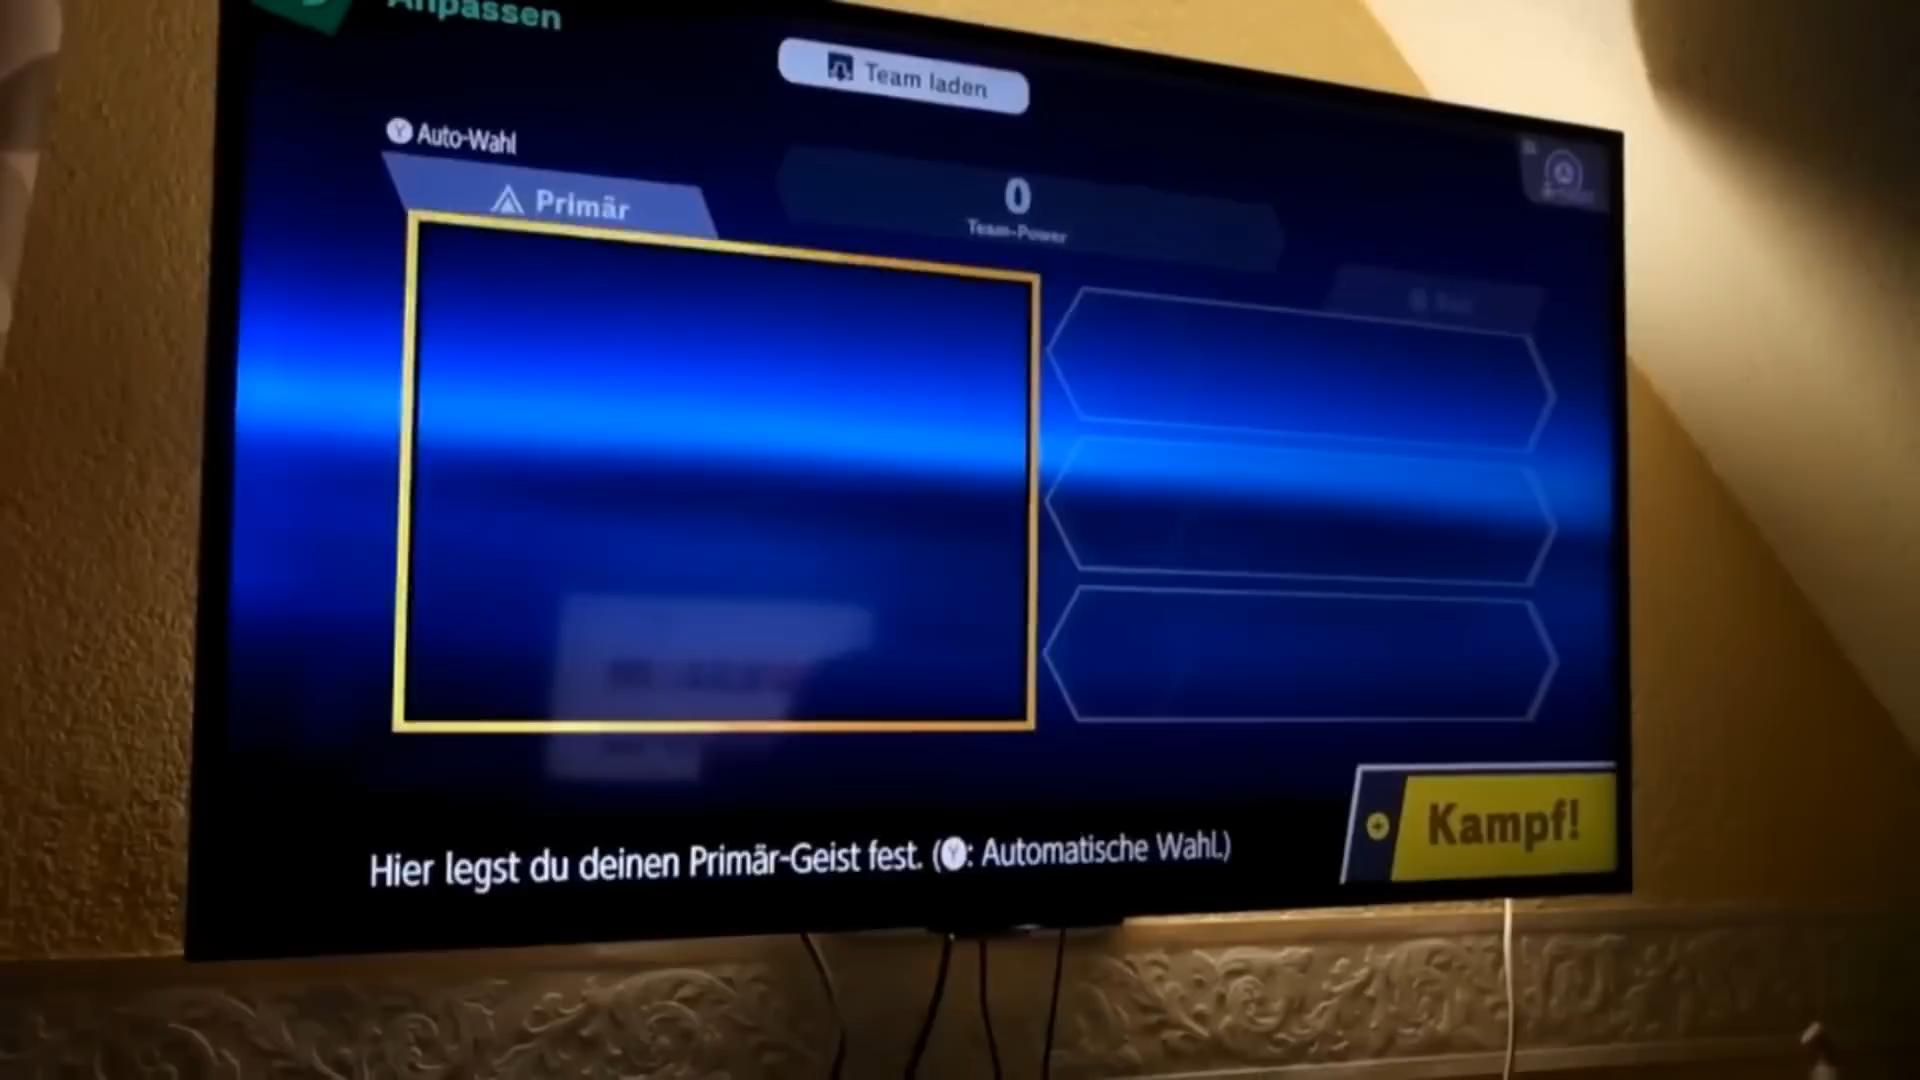 Anpassen
Team laden
Y Auto-Wahl
Primär
0
Team-Power
Kampf!
Hier legst du deinen Primär-Geist fest. (Y: Automatische Wahl.)